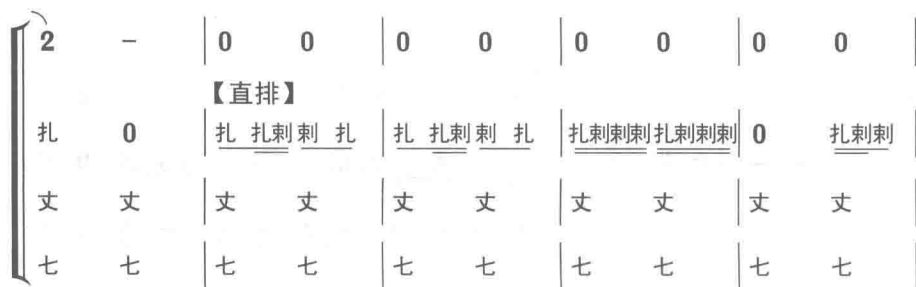 2 - | 0 0 | 0 0 | 0 0 | 0 0 |
【直排】
扎 0 | 扎 扎刺 刺 扎 | 扎 扎刺 刺 扎 | 扎刺刺刺 扎刺刺刺 | 0 扎刺刺
丈 丈 | 丈 丈 | 丈 丈 | 丈 丈 | 丈 丈
七 七 | 七 七 | 七 七 | 七 七 | 七 七